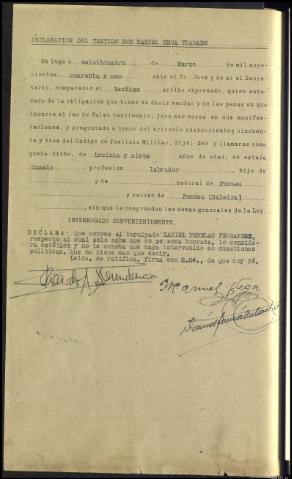 DECLARACION DEL TESTIGO DON MANUEL VEGA TRABADO
En Lugo a veinticuatro de Marzo de mil nove-
cientos cuarenta y uno ante el Sr. Juez y de mi el Secre-
tario, compareció el testigo arriba expresado, quien ente-
rado de la obligación que tiene de decir verdad y de las penas en que
incurre el reo de falso testimonio, juró ser veraz en sus manifes-
taciones, y preguntado a tenor del artículo cuatrocientos cincuen-
ta y tres del Código de Justicia Militar, dijo: Ser y llamarse como
queda dicho, de treinta y siete años de edad, de estado
casado profesión labrador , hijo de
y de natural de Fonteo
y vecino de Fonteo (Baleira)
, sin que le comprendan las demás generales de la Ley.
INTERROGADO CONVENIENTEMENTE.
DECLARA: que conoce al inculpado DANIEL PENELAS FERNANDEZ,
respecto al cual solo sabe que es persona honrada, lo conside-
ra católico y no le consta que haya intervenido en cuestiones
políticas, que no tiene mas que decir.
Leida, se ratifica, firma con S.Sª., de que doy fé.
Manuel Vega